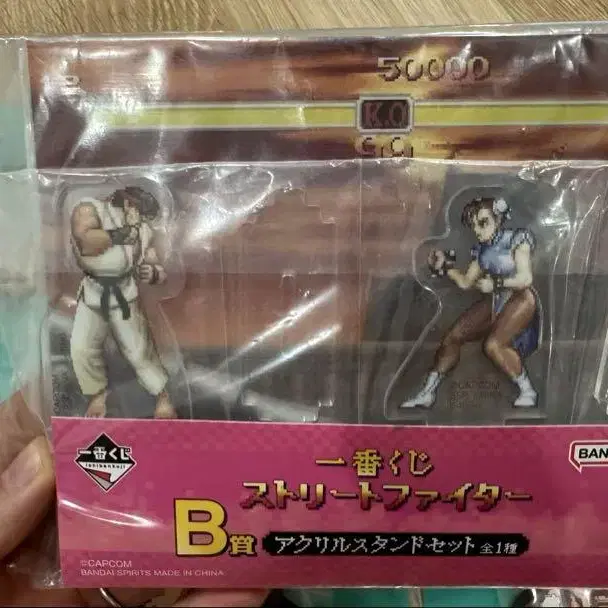 50000
K.O
©CAPCOM
一番くじ
ichibankuji
一番くじ
ストリートファイター
B賞 アクリルスタンドセット 全1種
BAN
©CAPCOM
BANDAI SPIRITS MADE IN CHINA